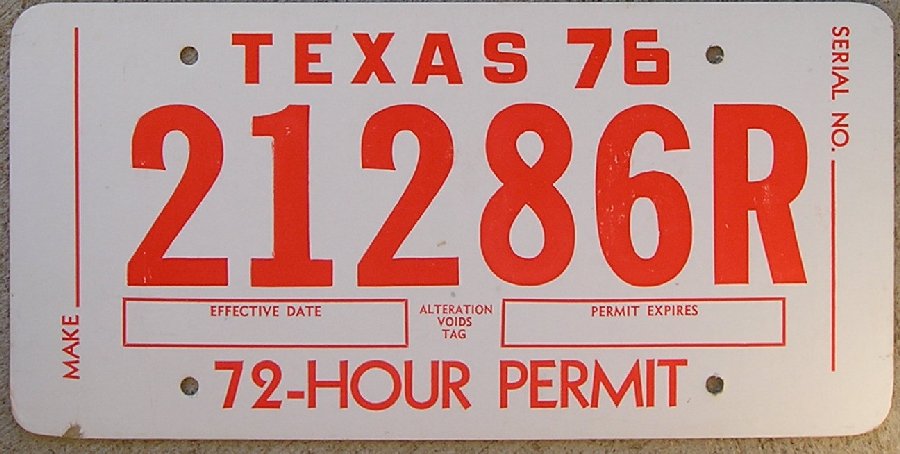 TEXAS 76
21286R
MAKE
SERIAL NO.
EFFECTIVE DATE
ALTERATION
VOIDS
TAG
PERMIT EXPIRES
72-HOUR PERMIT